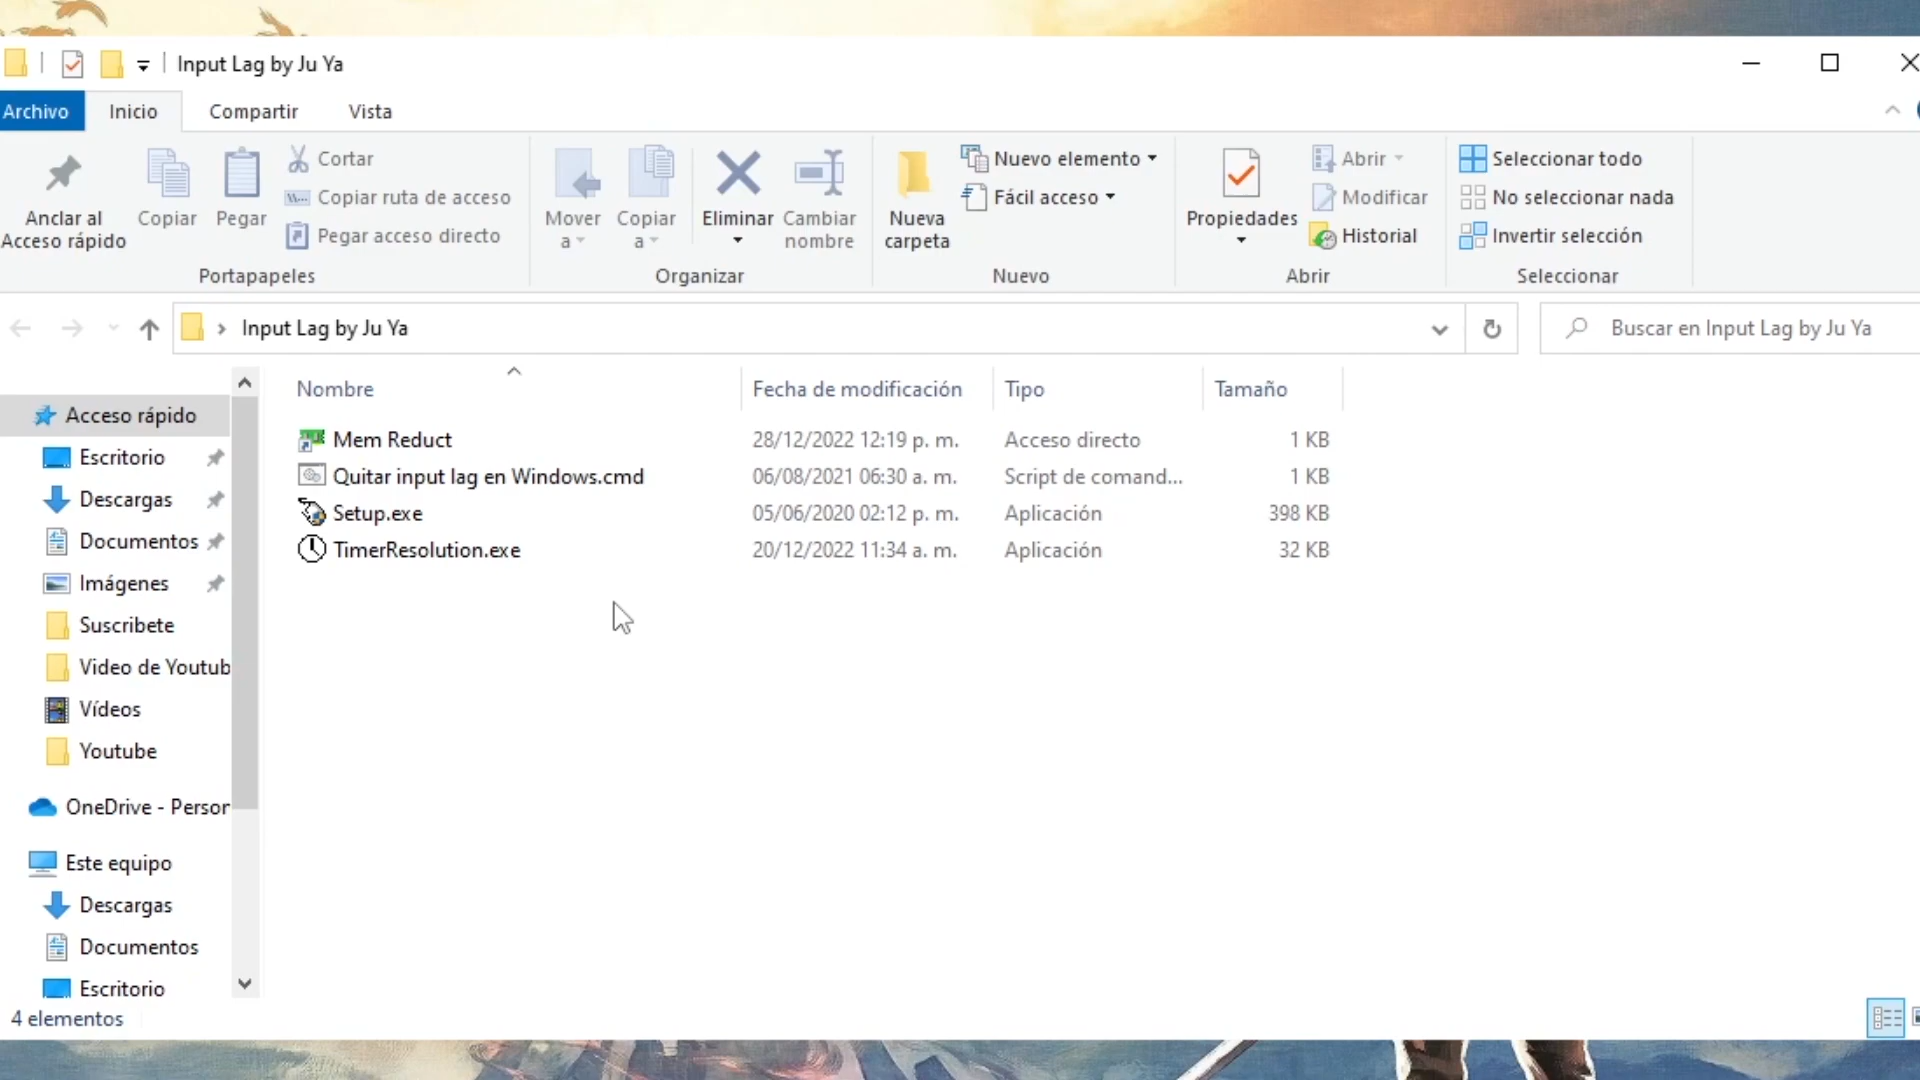 Input Lag by Ju Ya
Archivo Inicio Compartir Vista
Anclar al
Acceso rápido
Copiar
Pegar
Cortar
Copiar ruta de acceso
Pegar acceso directo
Portapapeles
Mover
a
Copiar
a
Eliminar
Cambiar
nombre
Organizar
Nueva
carpeta
Nuevo elemento
Fácil acceso
Nuevo
Propiedades
Abrir
Modificar
Historial
Abrir
Seleccionar todo
No seleccionar nada
Invertir selección
Seleccionar
Input Lag by Ju Ya
Buscar en Input Lag by Ju Ya
Acceso rápido
Escritorio
Descargas
Documentos
Imágenes
Suscribete
Video de Youtub
Vídeos
Youtube
OneDrive - Person
Este equipo
Descargas
Documentos
Escritorio
Nombre Fecha de modificación Tipo Tamaño
Mem Reduct 28/12/2022 12:19 p. m. Acceso directo 1 KB
Quitar input lag en Windows.cmd 06/08/2021 06:30 a. m. Script de comand... 1 KB
Setup.exe 05/06/2020 02:12 p. m. Aplicación 398 KB
TimerResolution.exe 20/12/2022 11:34 a. m. Aplicación 32 KB
4 elementos